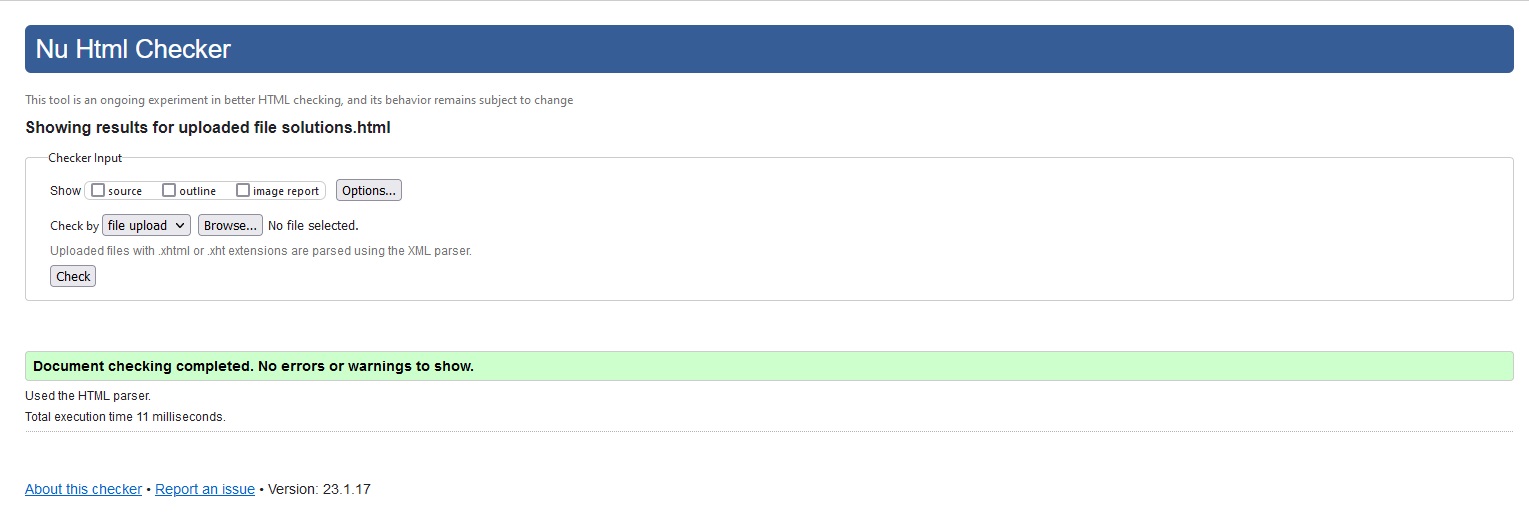 Nu Html Checker
This tool is an ongoing experiment in better HTML checking, and its behavior remains subject to change
Showing results for uploaded file solutions.html
Checker Input
Show source outline image report Options...
Check by file upload Browse... No file selected.
Uploaded files with .xhtml or .xht extensions are parsed using the XML parser.
Check
Document checking completed. No errors or warnings to show.
Used the HTML parser.
Total execution time 11 milliseconds.
About this checker • Report an issue • Version: 23.1.17